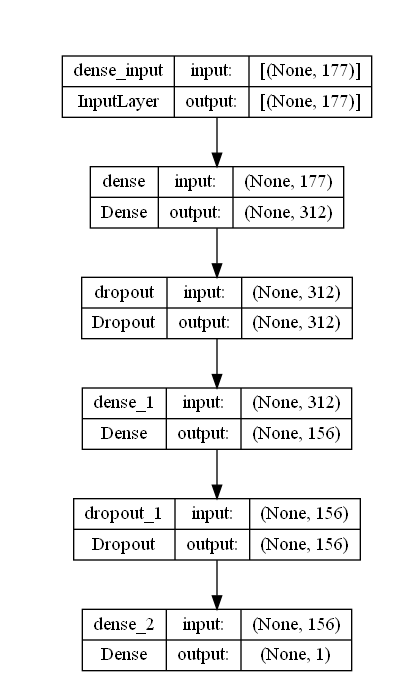 dense_input input: [(None, 177)]
InputLayer output: [(None, 177)]
dense input: (None, 177)
Dense output: (None, 312)
dropout input: (None, 312)
Dropout output: (None, 312)
dense_1 input: (None, 312)
Dense output: (None, 156)
dropout_1 input: (None, 156)
Dropout output: (None, 156)
dense_2 input: (None, 156)
Dense output: (None, 1)